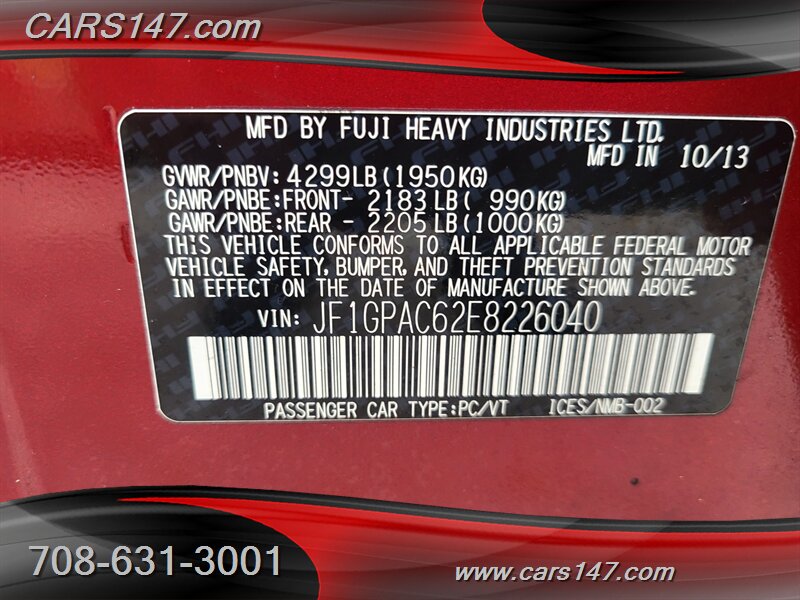 CARS147.com
MFD BY FUJI HEAVY INDUSTRIES LTD.
MFD IN 10/13
GVWR/PNBV: 4299LB(1950KG)
GAWR/PNBE:FRONT- 2183LB( 990KG)
GAWR/PNBE:REAR - 2205LB(1000KG)
THIS VEHICLE CONFORMS TO ALL APPLICABLE FEDERAL MOTOR
VEHICLE SAFETY, BUMPER, AND THEFT PREVENTION STANDARDS
IN EFFECT ON THE DATE OF MANUFACTURE SHOWN ABOVE.
VIN: JF1GPAC62E8226040
PASSENGER CAR TYPE:PC/VT ICES/NMB-002
708-631-3001
www.cars147.com